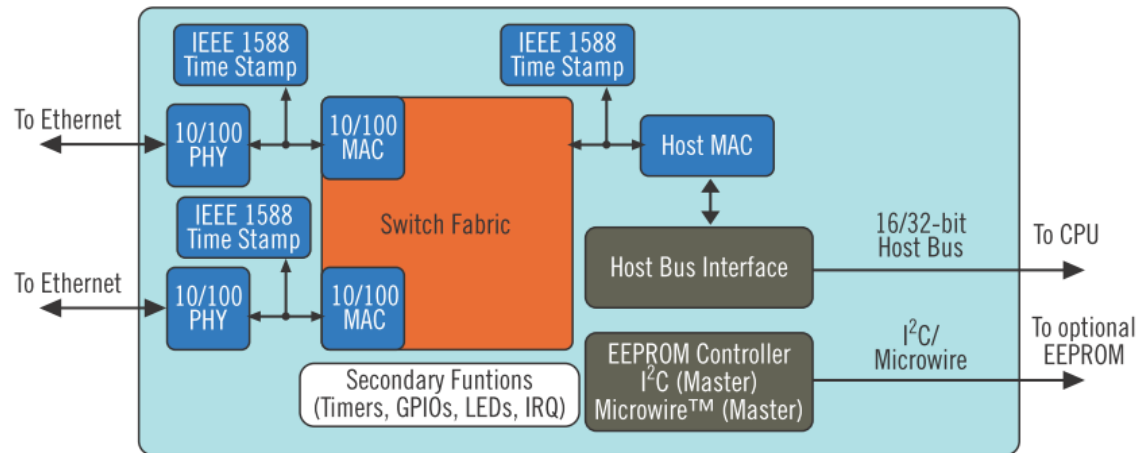 IEEE 1588
Time Stamp
IEEE 1588
Time Stamp
To Ethernet
10/100
PHY
10/100
MAC
Host MAC
IEEE 1588
Time Stamp
Switch Fabric
16/32-bit
Host Bus
To CPU
Host Bus Interface
To Ethernet
10/100
PHY
10/100
MAC
I²C/
Microwire
To optional
EEPROM
EEPROM Controller
I²C (Master)
Microwire™ (Master)
Secondary Funtions
(Timers, GPIOs, LEDs, IRQ)